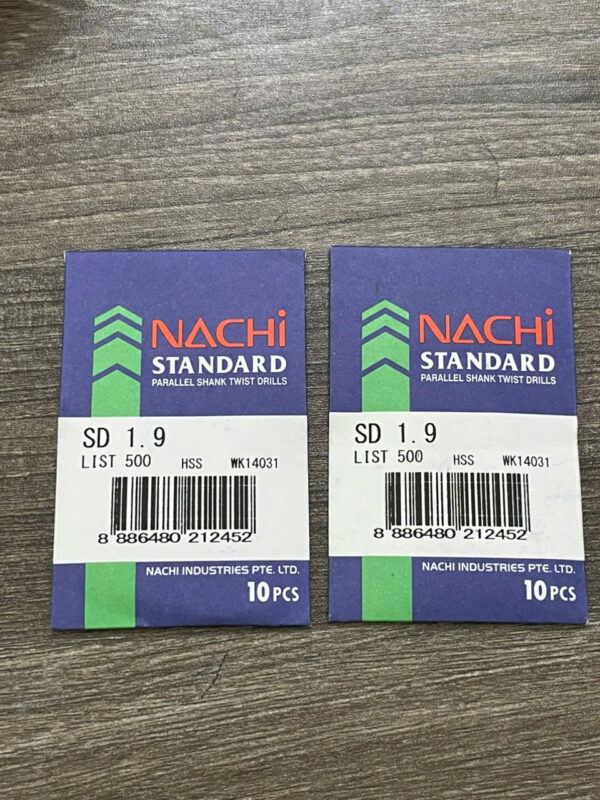 NACHi
STANDARD
PARALLEL SHANK TWIST DRILLS
SD 1.9
LIST 500 HSS WK14031
8 886480 212452
NACHI INDUSTRIES PTE. LTD.
10 PCS
NACHi
STANDARD
PARALLEL SHANK TWIST DRILLS
SD 1.9
LIST 500 HSS WK14031
8 886480 212452
NACHI INDUSTRIES PTE. LTD.
10 PCS